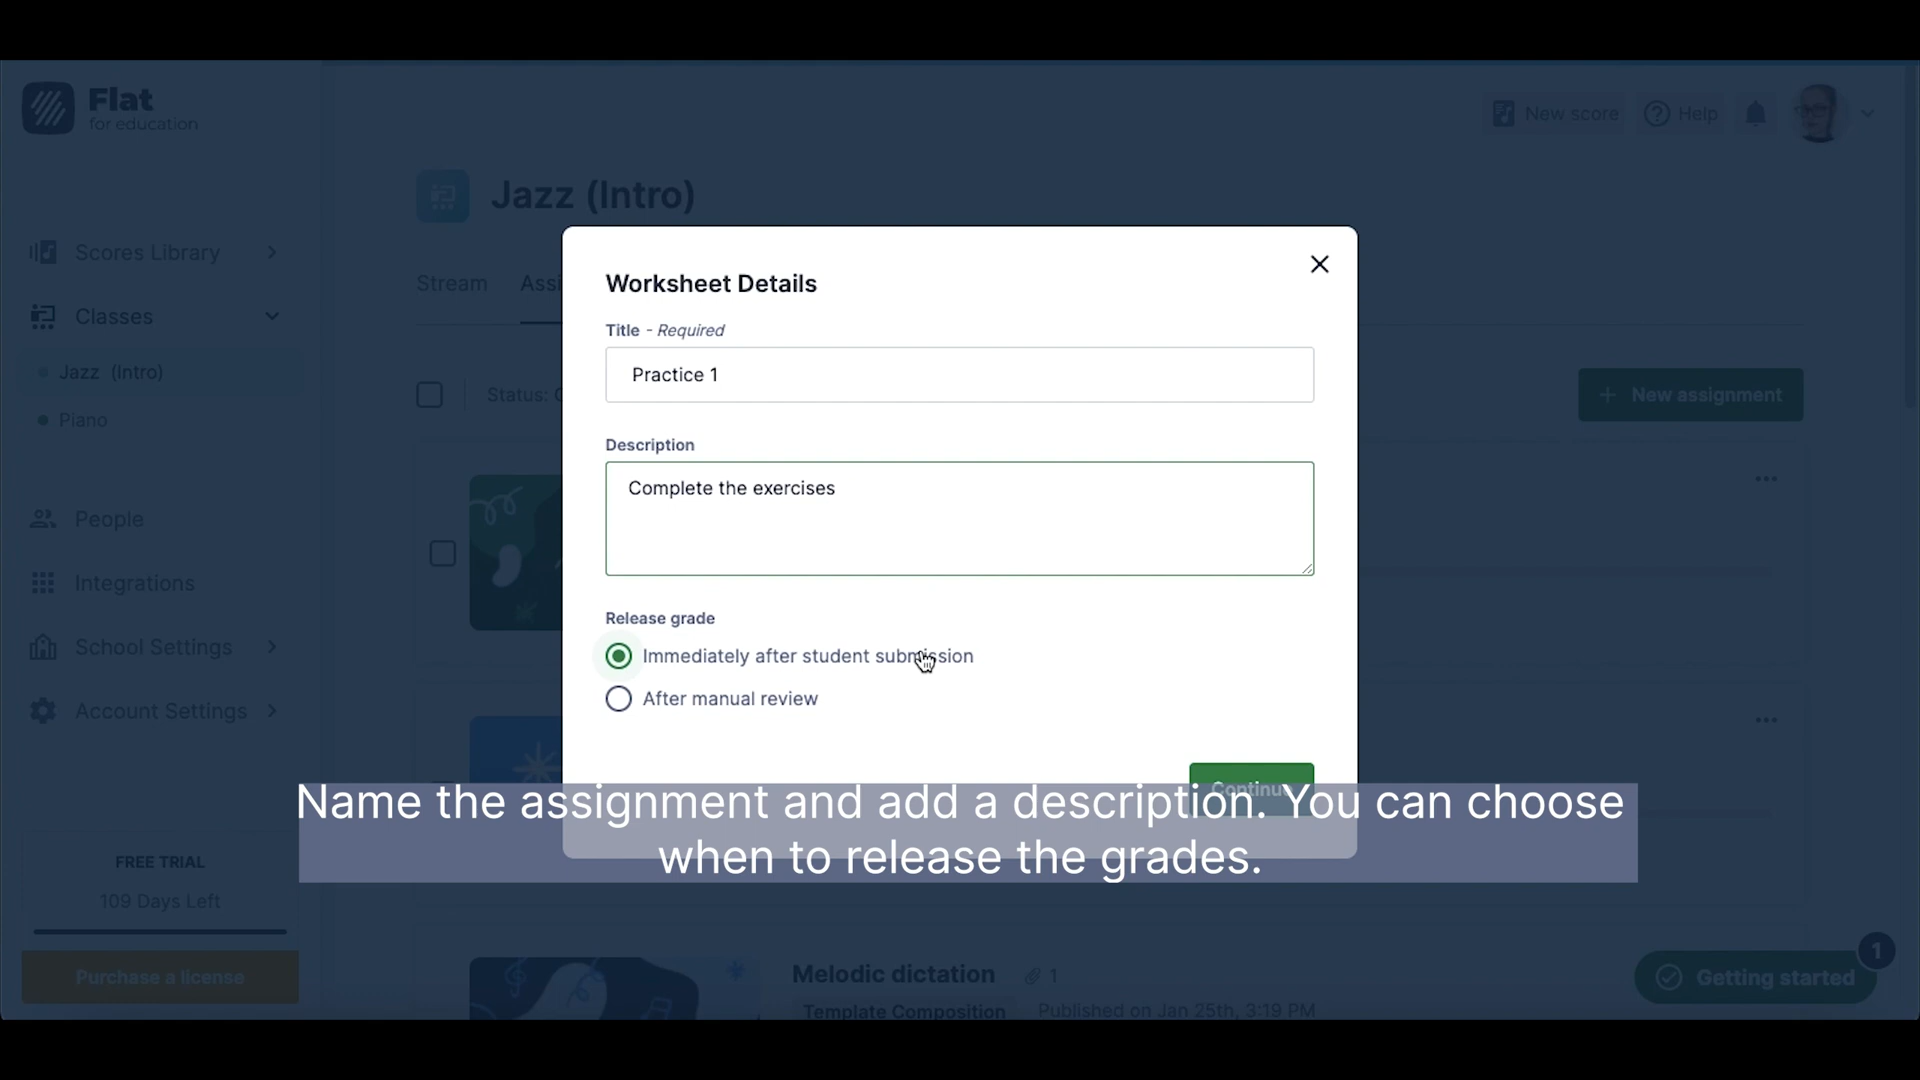 Flat
for education
New score
Help
Jazz (Intro)
Scores Library
Classes
Jazz (Intro)
Piano
People
Integrations
School Settings
Account Settings
FREE TRIAL
109 Days Left
Purchase a license
Stream
Assi
Status:
New assignment
Worksheet Details
Title - Required
Practice 1
Description
Complete the exercises
Release grade
Immediately after student submission
After manual review
Continue
Name the assignment and add a description. You can choose
when to release the grades.
Melodic dictation
1
Template Composition
Published on Jan 25th, 3:19 PM
Getting started
1